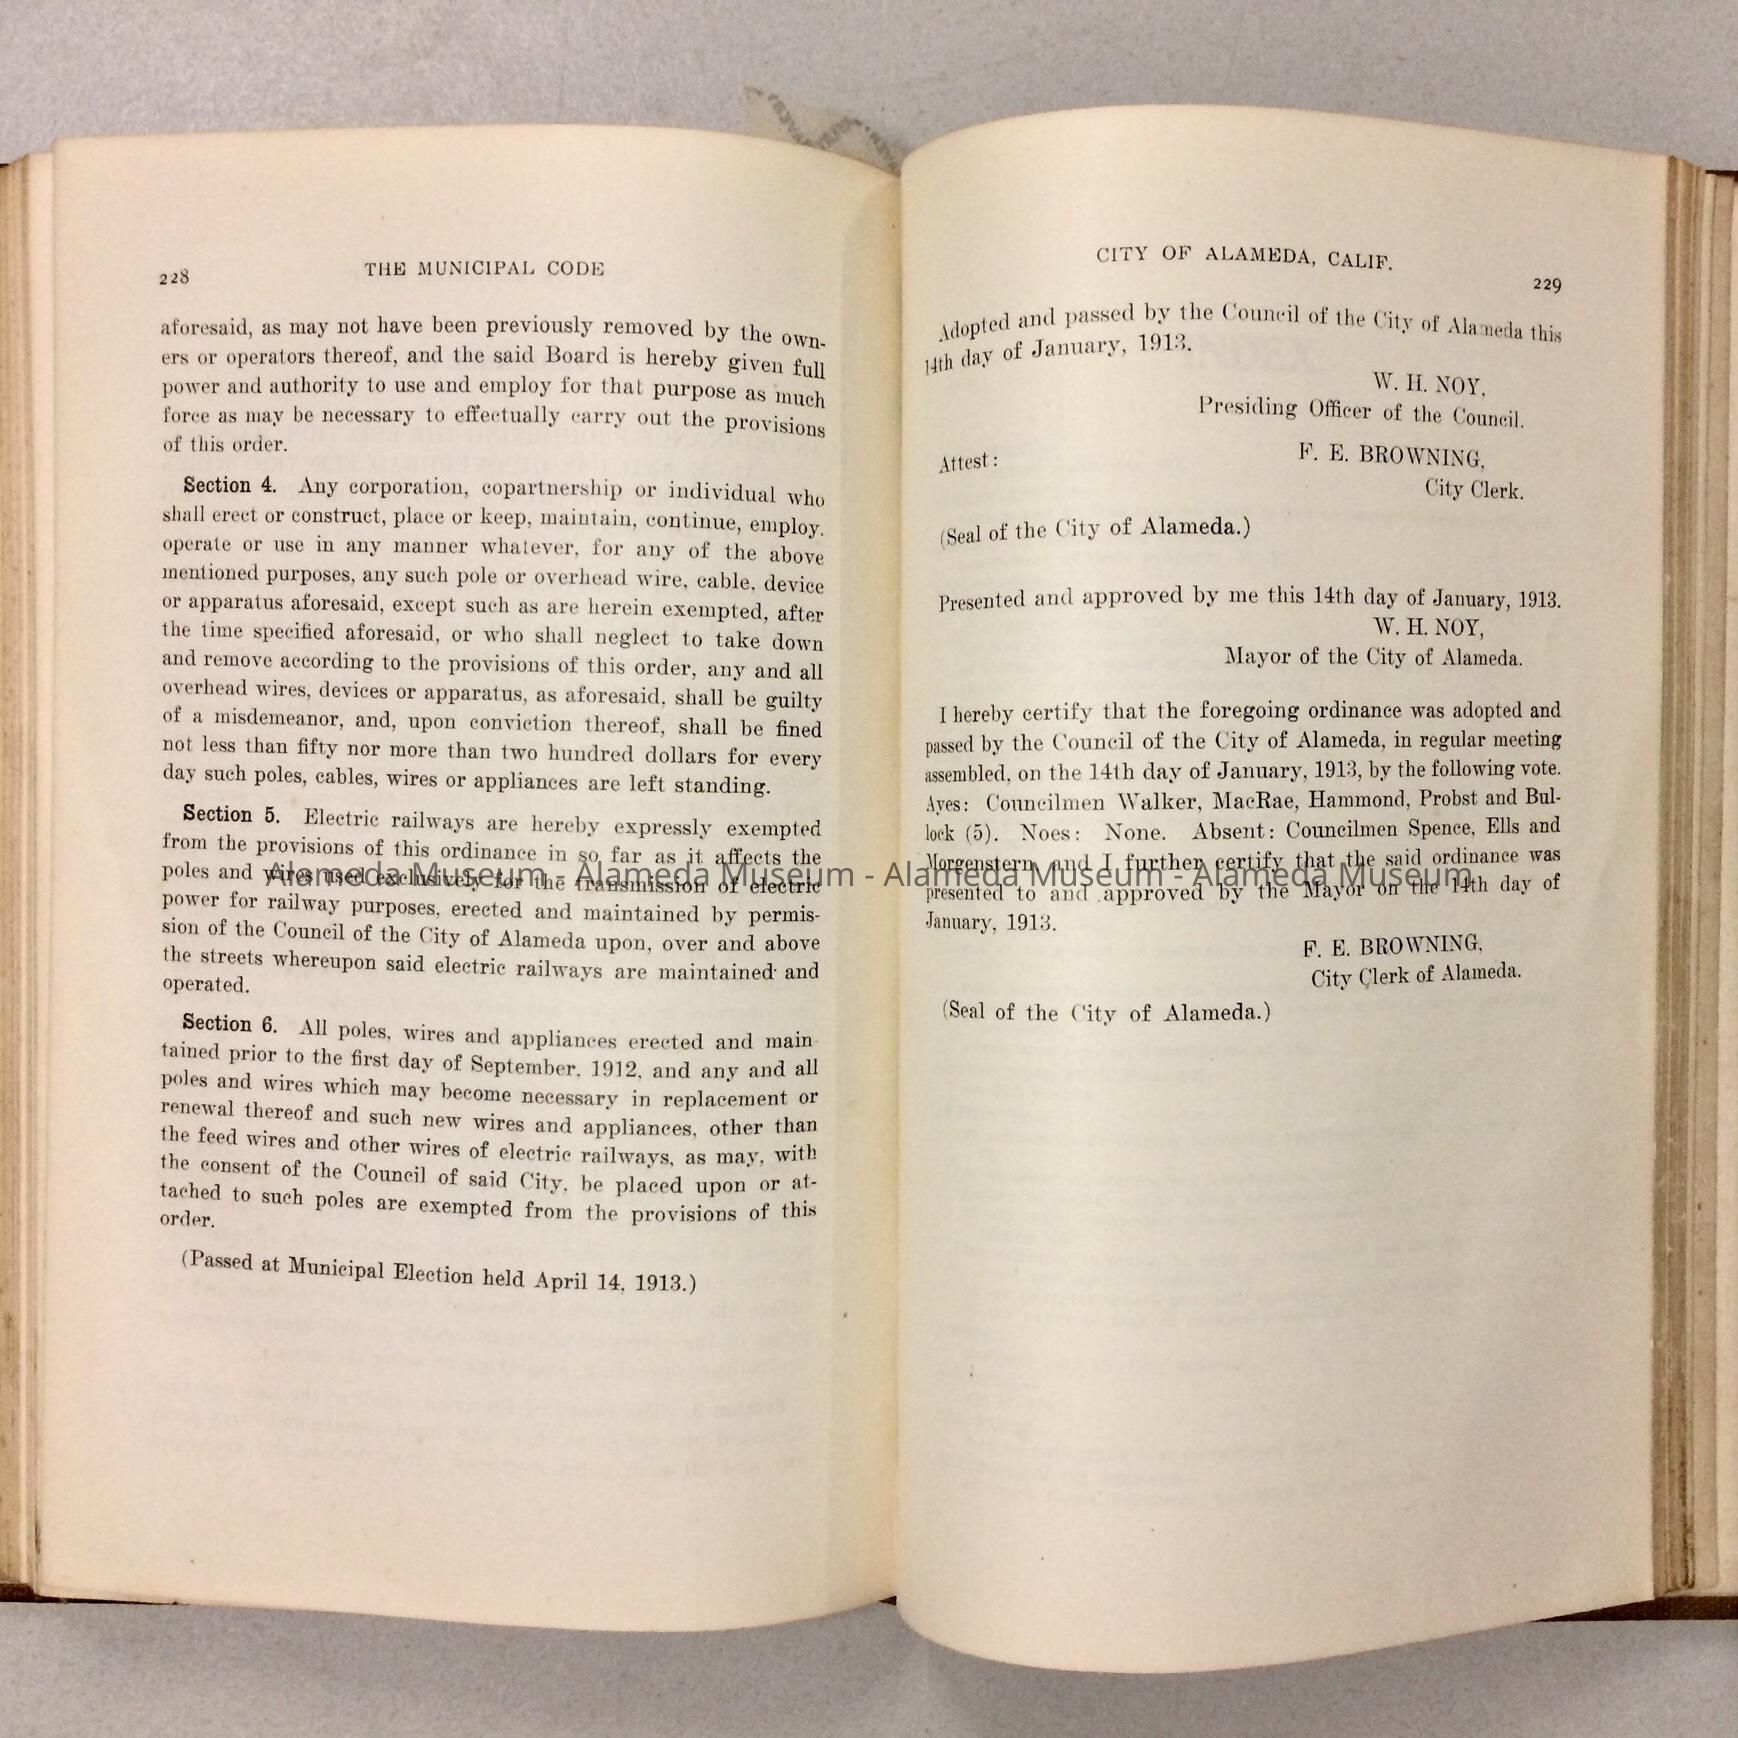 228
THE MUNICIPAL CODE
aforesaid, as may not have been previously removed by the own-
ers or operators thereof, and the said Board is hereby given full
power and authority to use and employ for that purpose as much
force as may be necessary to effectually carry out the provisions
of this order.
Section 4. Any corporation, copartnership or individual who
shall erect or construct, place or keep, maintain, continue, employ,
operate or use in any manner whatever, for any of the above
mentioned purposes, any such pole or overhead wire, cable, device
or apparatus aforesaid, except such as are herein exempted, after
the time specified aforesaid, or who shall neglect to take down
and remove according to the provisions of this order, any and all
overhead wires, devices or apparatus, as aforesaid, shall be guilty
of a misdemeanor, and, upon conviction thereof, shall be fined
not less than fifty nor more than two hundred dollars for every
day such poles, cables, wires or appliances are left standing.
Section 5. Electric railways are hereby expressly exempted
from the provisions of this ordinance in so far as it affects the
poles and wires used exclusively for the transmission of electric
power for railway purposes, erected and maintained by permis-
sion of the Council of the City of Alameda upon, over and above
the streets whereupon said electric railways are maintained and
operated.
Section 6. All poles, wires and appliances erected and main-
tained prior to the first day of September, 1912, and any and all
poles and wires which may become necessary in replacement or
renewal thereof and such new wires and appliances, other than
the feed wires and other wires of electric railways, as may, with
the consent of the Council of said City, be placed upon or at-
tached to such poles are exempted from the provisions of this
order.
(Passed at Municipal Election held April 14, 1913.)
CITY OF ALAMEDA, CALIF.
229
Adopted and passed by the Council of the City of Alameda this
14th day of January, 1913.
W. H. NOY,
Presiding Officer of the Council.
Attest: F. E. BROWNING,
City Clerk.
(Seal of the City of Alameda.)
Presented and approved by me this 14th day of January, 1913.
W. H. NOY,
Mayor of the City of Alameda.
I hereby certify that the foregoing ordinance was adopted and
passed by the Council of the City of Alameda, in regular meeting
assembled, on the 14th day of January, 1913, by the following vote.
Ayes: Councilmen Walker, MacRae, Hammond, Probst and Bul-
lock (5). Noes: None. Absent: Councilmen Spence, Ells and
Morgenstern, and I further certify that the said ordinance was
presented to and approved by the Mayor on the 14th day of
January, 1913.
F. E. BROWNING,
City Clerk of Alameda.
(Seal of the City of Alameda.)
Alameda Museum - Alameda Museum - Alameda Museum - Alameda Museum